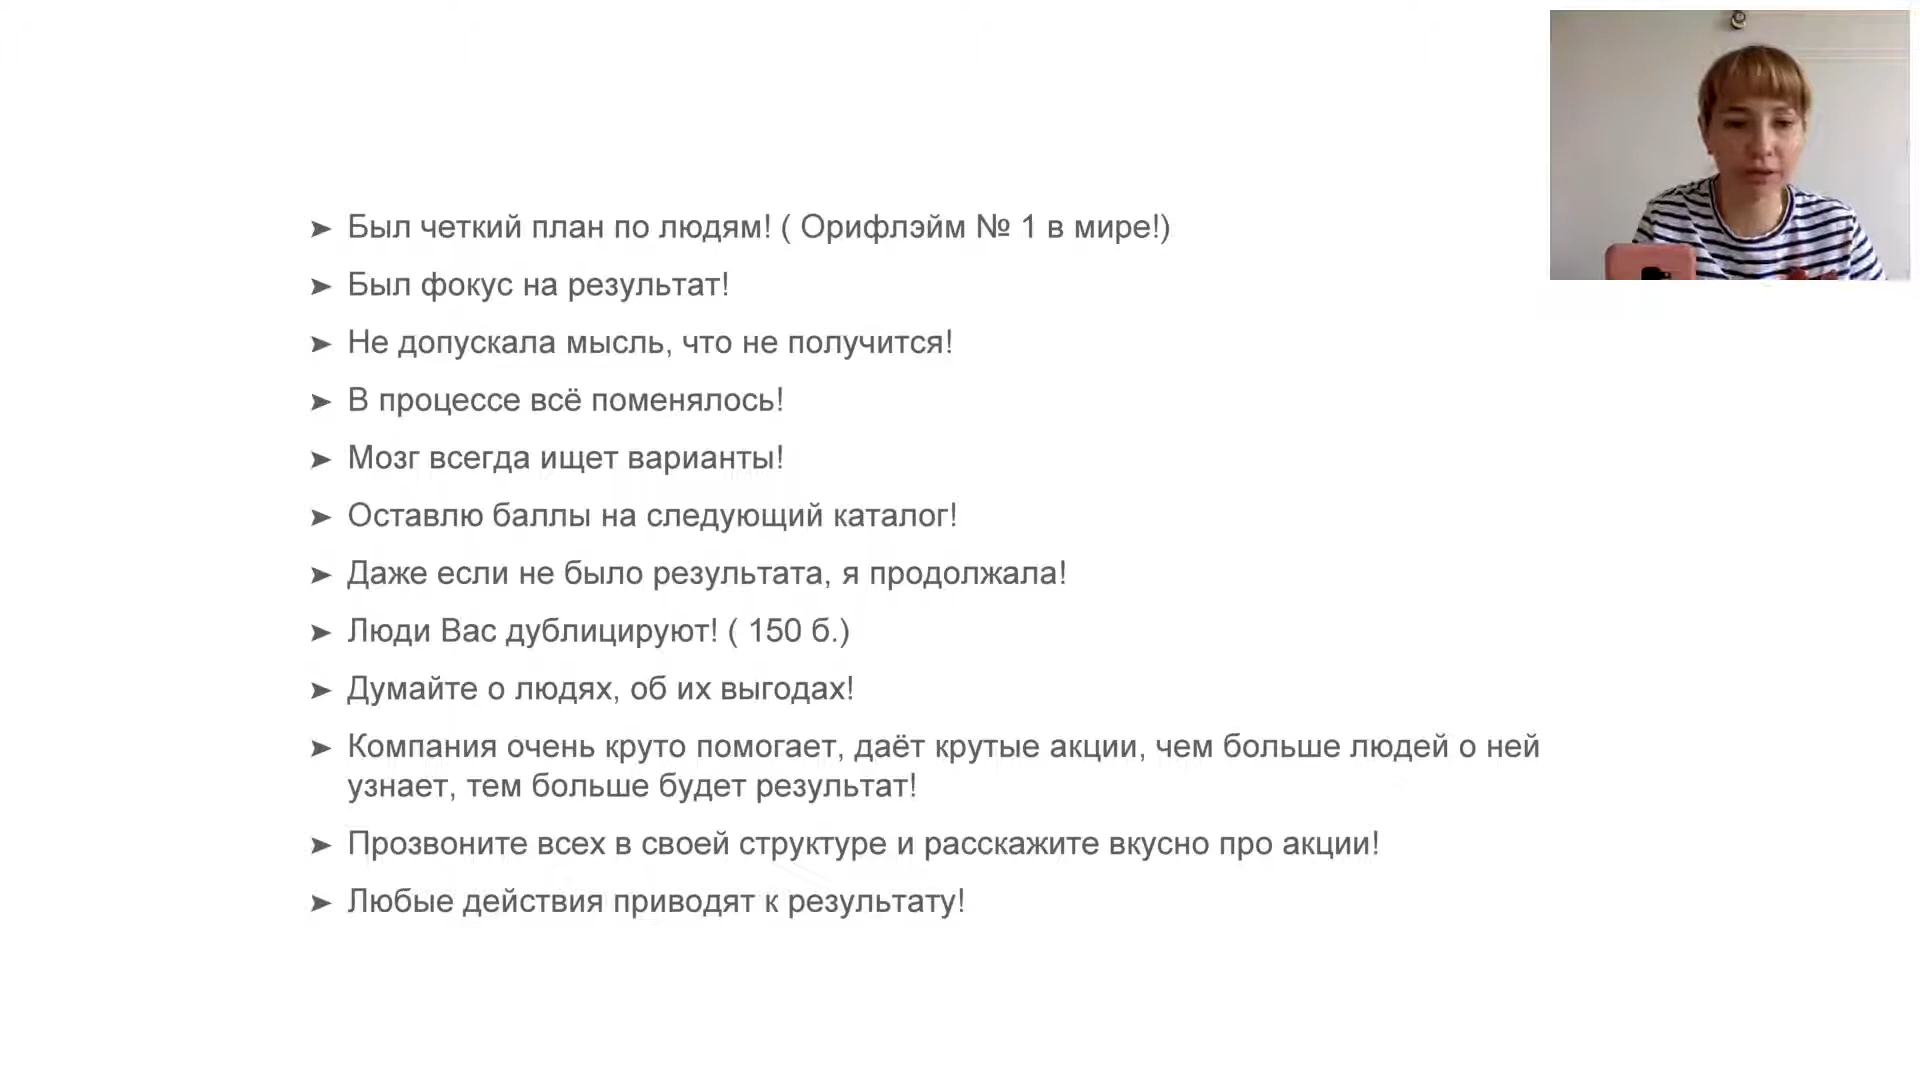 ➤ Был четкий план по людям! ( Орифлэйм № 1 в мире!)
➤ Был фокус на результат!
➤ Не допускала мысль, что не получится!
➤ В процессе всё поменялось!
➤ Мозг всегда ищет варианты!
➤ Оставлю баллы на следующий каталог!
➤ Даже если не было результата, я продолжала!
➤ Люди Вас дублицируют! ( 150 б.)
➤ Думайте о людях, об их выгодах!
➤ Компания очень круто помогает, даёт крутые акции, чем больше людей о ней
узнает, тем больше будет результат!
➤ Прозвоните всех в своей структуре и расскажите вкусно про акции!
➤ Любые действия приводят к результату!